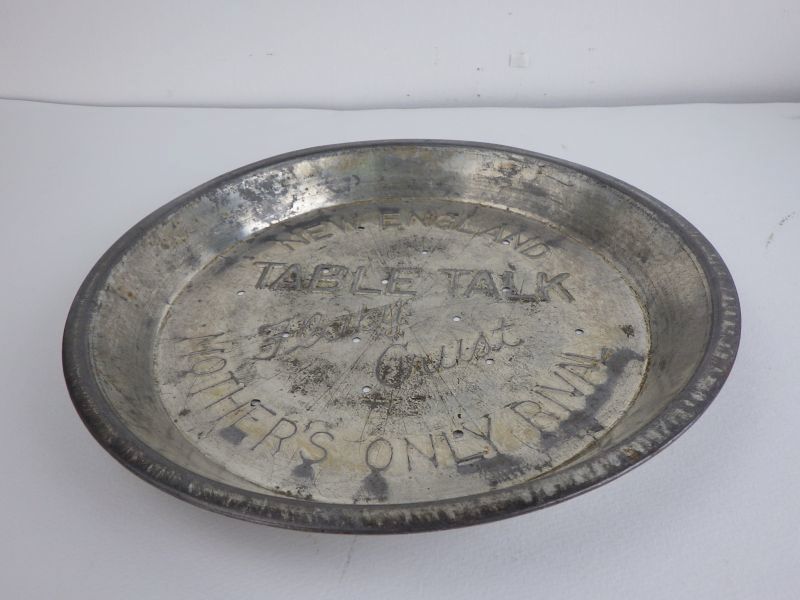 NEW ENGLAND
TABLE TALK
Flaky
Crust
MOTHER'S ONLY RIVAL